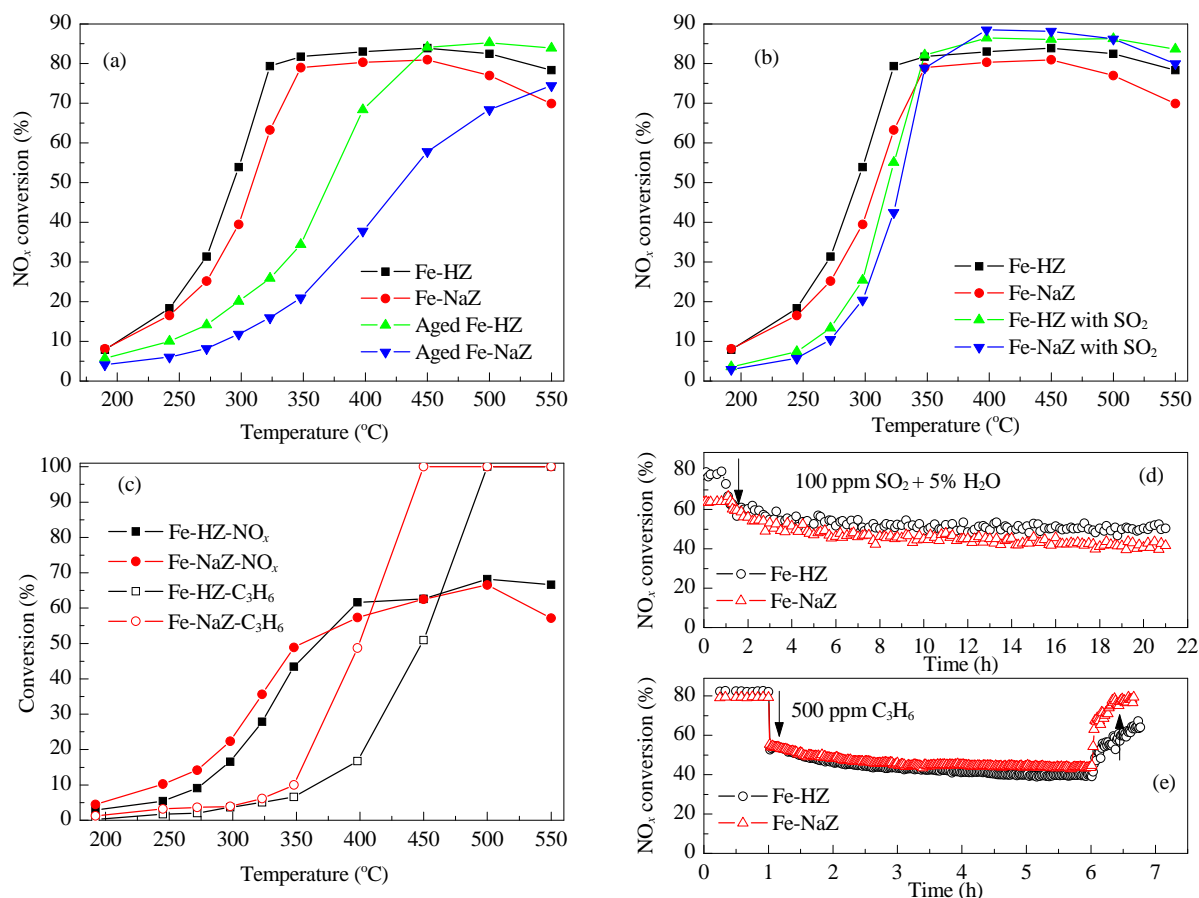 (a)
90
80
70
60
50
40
30
20
10
0
NOx conversion (%)
Fe-HZ
Fe-NaZ
Aged Fe-HZ
Aged Fe-NaZ
200 250 300 350 400 450 500 550
Temperature (oC)
(b)
90
80
70
60
50
40
30
20
10
0
NOx conversion (%)
Fe-HZ
Fe-NaZ
Fe-HZ with SO2
Fe-NaZ with SO2
200 250 300 350 400 450 500 550
Temperature (oC)
(c)
100
90
80
70
60
50
40
30
20
10
0
Conversion (%)
Fe-HZ-NOx
Fe-NaZ-NOx
Fe-HZ-C3H6
Fe-NaZ-C3H6
200 250 300 350 400 450 500 550
Temperature (oC)
(d)
80
60
40
20
0
NOx conversion (%)
100 ppm SO2 + 5% H2O
Fe-HZ
Fe-NaZ
0 2 4 6 8 10 12 14 16 18 20 22
Time (h)
(e)
80
60
40
20
0
NOx conversion (%)
500 ppm C3H6
Fe-HZ
Fe-NaZ
0 1 2 3 4 5 6 7
Time (h)